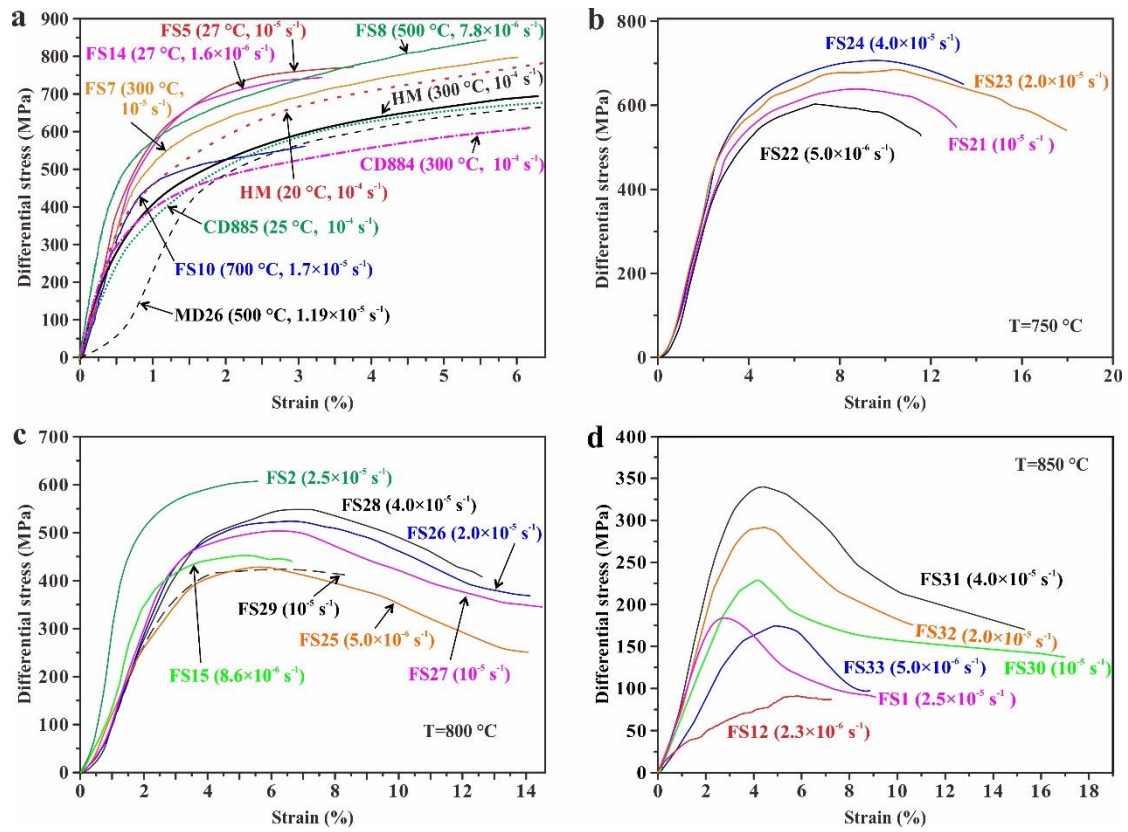 a
Differential stress (MPa)
900
800
700
600
500
400
300
200
100
0
FS5 (27 °C, 10⁻⁵ s⁻¹)
FS8 (500 °C, 7.8×10⁻⁶ s⁻¹)
FS14 (27 °C, 1.6×10⁻⁶ s⁻¹)
FS7 (300 °C,
10⁻⁵ s⁻¹)
HM (300 °C, 10⁻⁴ s⁻¹)
CD884 (300 °C, 10⁻⁴ s⁻¹)
HM (20 °C, 10⁻⁴ s⁻¹)
CD885 (25 °C, 10⁻⁴ s⁻¹)
FS10 (700 °C, 1.7×10⁻⁵ s⁻¹)
MD26 (500 °C, 1.19×10⁻⁵ s⁻¹)
0 1 2 3 4 5 6
Strain (%)
b
Differential stress (MPa)
800
600
400
200
0
FS24 (4.0×10⁻⁵ s⁻¹)
FS23 (2.0×10⁻⁵ s⁻¹)
FS21 (10⁻⁵ s⁻¹)
FS22 (5.0×10⁻⁶ s⁻¹)
T=750 °C
0 2 4 6 8 10 12 14 16 18 20
Strain (%)
c
Differential stress (MPa)
700
600
500
400
300
200
100
0
FS2 (2.5×10⁻⁵ s⁻¹)
FS28 (4.0×10⁻⁵ s⁻¹)
FS26 (2.0×10⁻⁵ s⁻¹)
FS29 (10⁻⁵ s⁻¹)
FS25 (5.0×10⁻⁶ s⁻¹)
FS15 (8.6×10⁻⁶ s⁻¹)
FS27 (10⁻⁵ s⁻¹)
T=800 °C
0 2 4 6 8 10 12 14
Strain (%)
d
Differential stress (MPa)
400
350
300
250
200
150
100
50
0
T=850 °C
FS31 (4.0×10⁻⁵ s⁻¹)
FS32 (2.0×10⁻⁵ s⁻¹)
FS33 (5.0×10⁻⁶ s⁻¹)
FS30 (10⁻⁵ s⁻¹)
FS1 (2.5×10⁻⁵ s⁻¹)
FS12 (2.3×10⁻⁶ s⁻¹)
0 2 4 6 8 10 12 14 16 18
Strain (%)